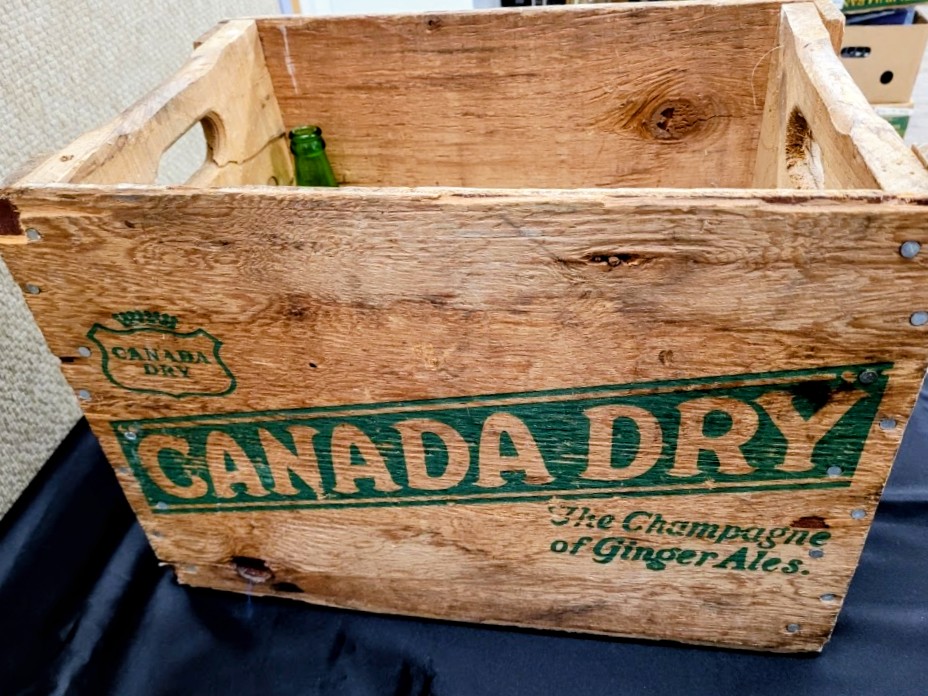 CANADA
DRY
CANADA DRY
The Champagne
of Ginger Ales.